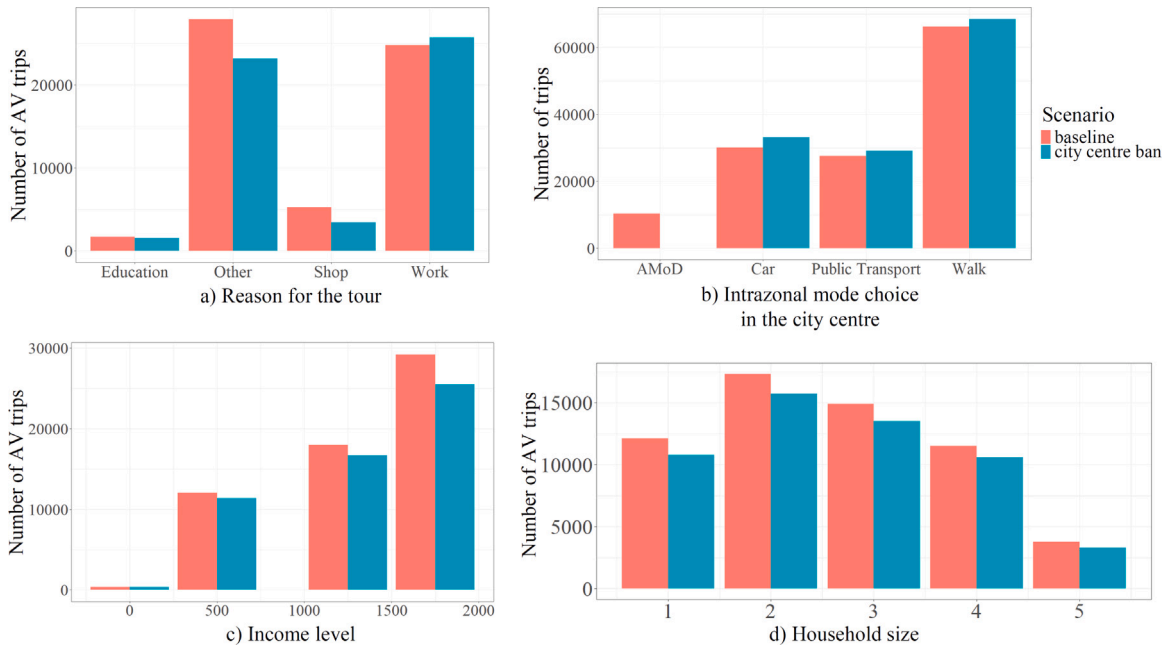 Number of AV trips
20000
10000
0
Education Other Shop Work
a) Reason for the tour
Number of trips
60000
40000
20000
0
AMoD Car Public Transport Walk
b) Intrazonal mode choice
in the city centre
Scenario
baseline
city centre ban
Number of AV trips
30000
20000
10000
0
0 500 1000 1500 2000
c) Income level
Number of AV trips
15000
10000
5000
0
1 2 3 4 5
d) Household size